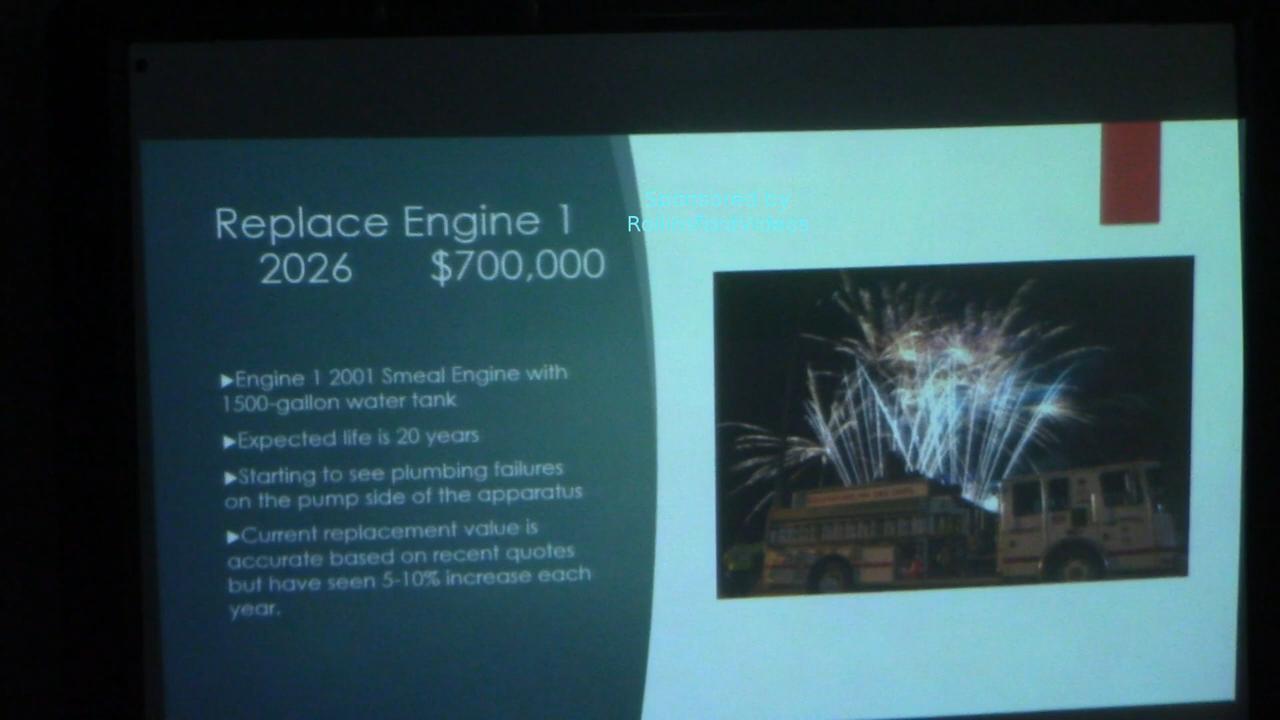 Sponsored by
RollinsfordVideos
Replace Engine 1
2026 $700,000
▶Engine 1 2001 Smeal Engine with
1500-gallon water tank
▶Expected life is 20 years
▶Starting to see plumbing failures
on the pump side of the apparatus
▶Current replacement value is
accurate based on recent quotes
but have seen 5-10% increase each
year.